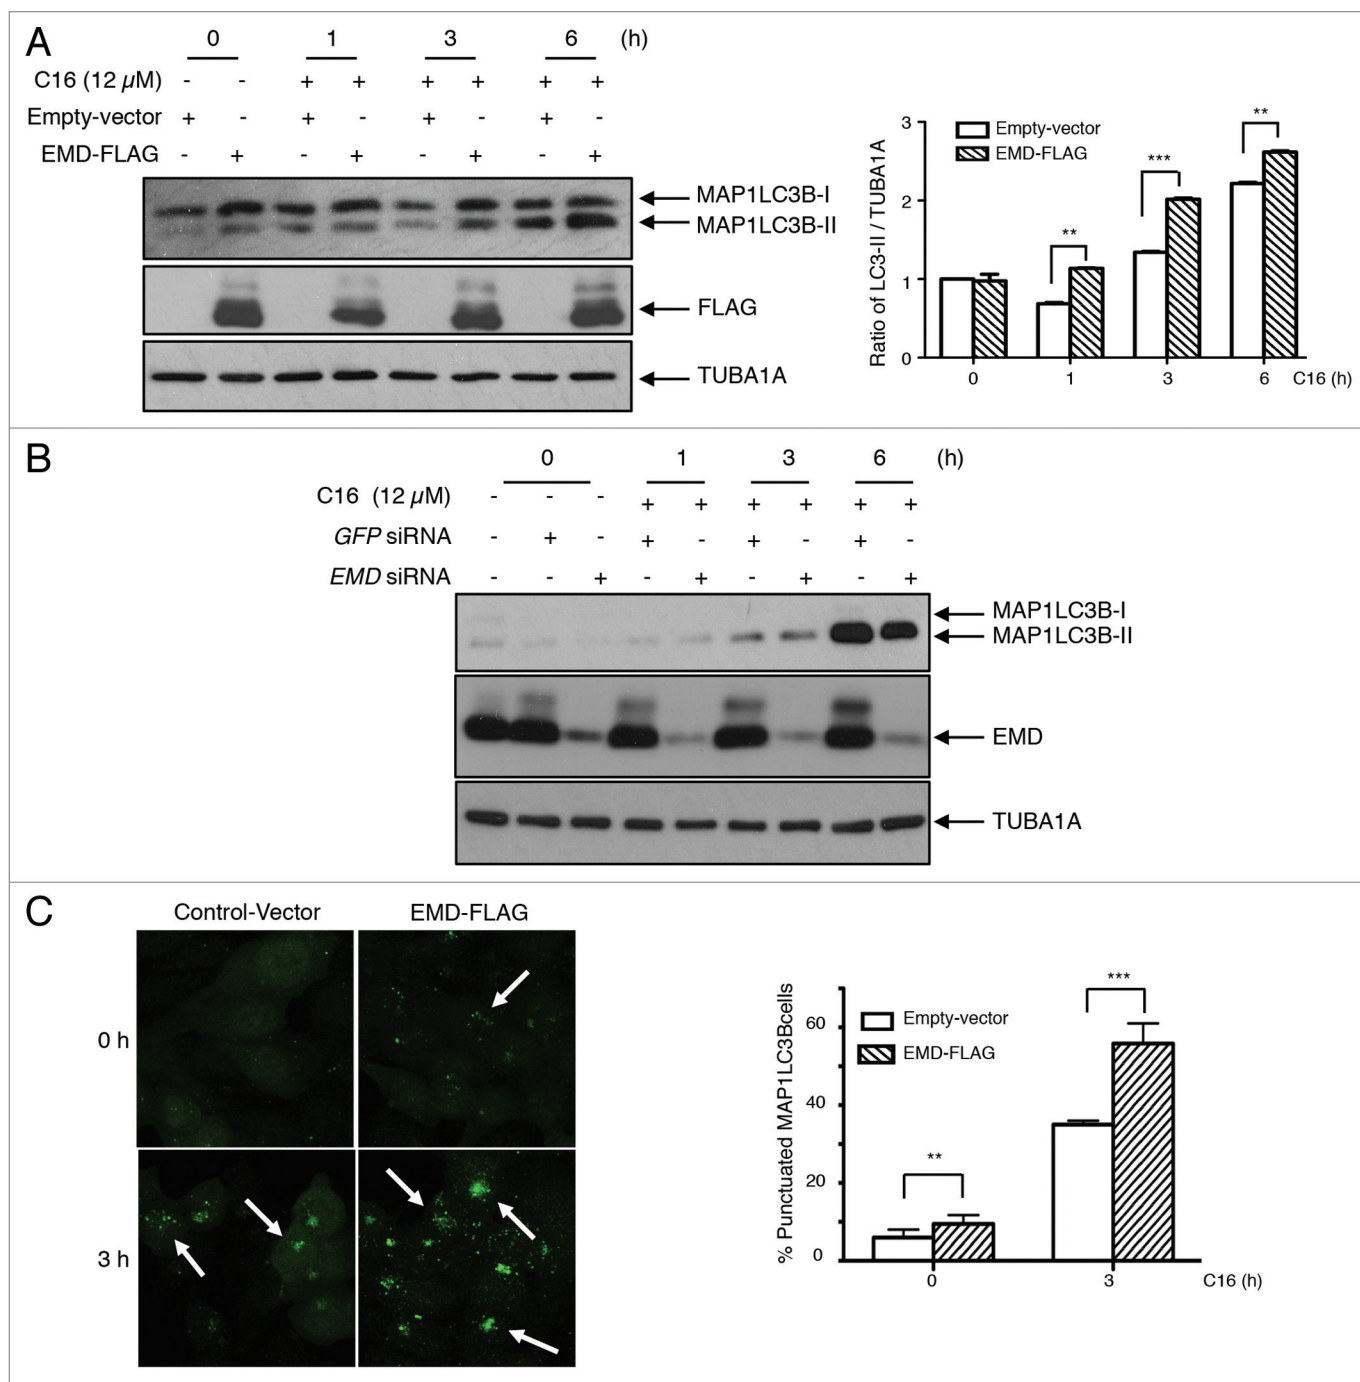 A
0 1 3 6 (h)
C16 (12 µM) - - + + + + + +
Empty-vector + - + - + - + -
EMD-FLAG - + - + - + - +
MAP1LC3B-I
MAP1LC3B-II
FLAG
TUBA1A
Ratio of LC3-II / TUBA1A
3
2
1
0
Empty-vector
EMD-FLAG
**
***
**
0 1 3 6 C16 (h)
B
0 1 3 6 (h)
C16 (12 µM) - - - + + + + + +
GFP siRNA - + - + - + - + -
EMD siRNA - - + - + - + - +
MAP1LC3B-I
MAP1LC3B-II
EMD
TUBA1A
C
Control-Vector EMD-FLAG
0 h
3 h
% Punctuated MAP1LC3Bcells
60
40
20
0
Empty-vector
EMD-FLAG
**
***
0 3 C16 (h)